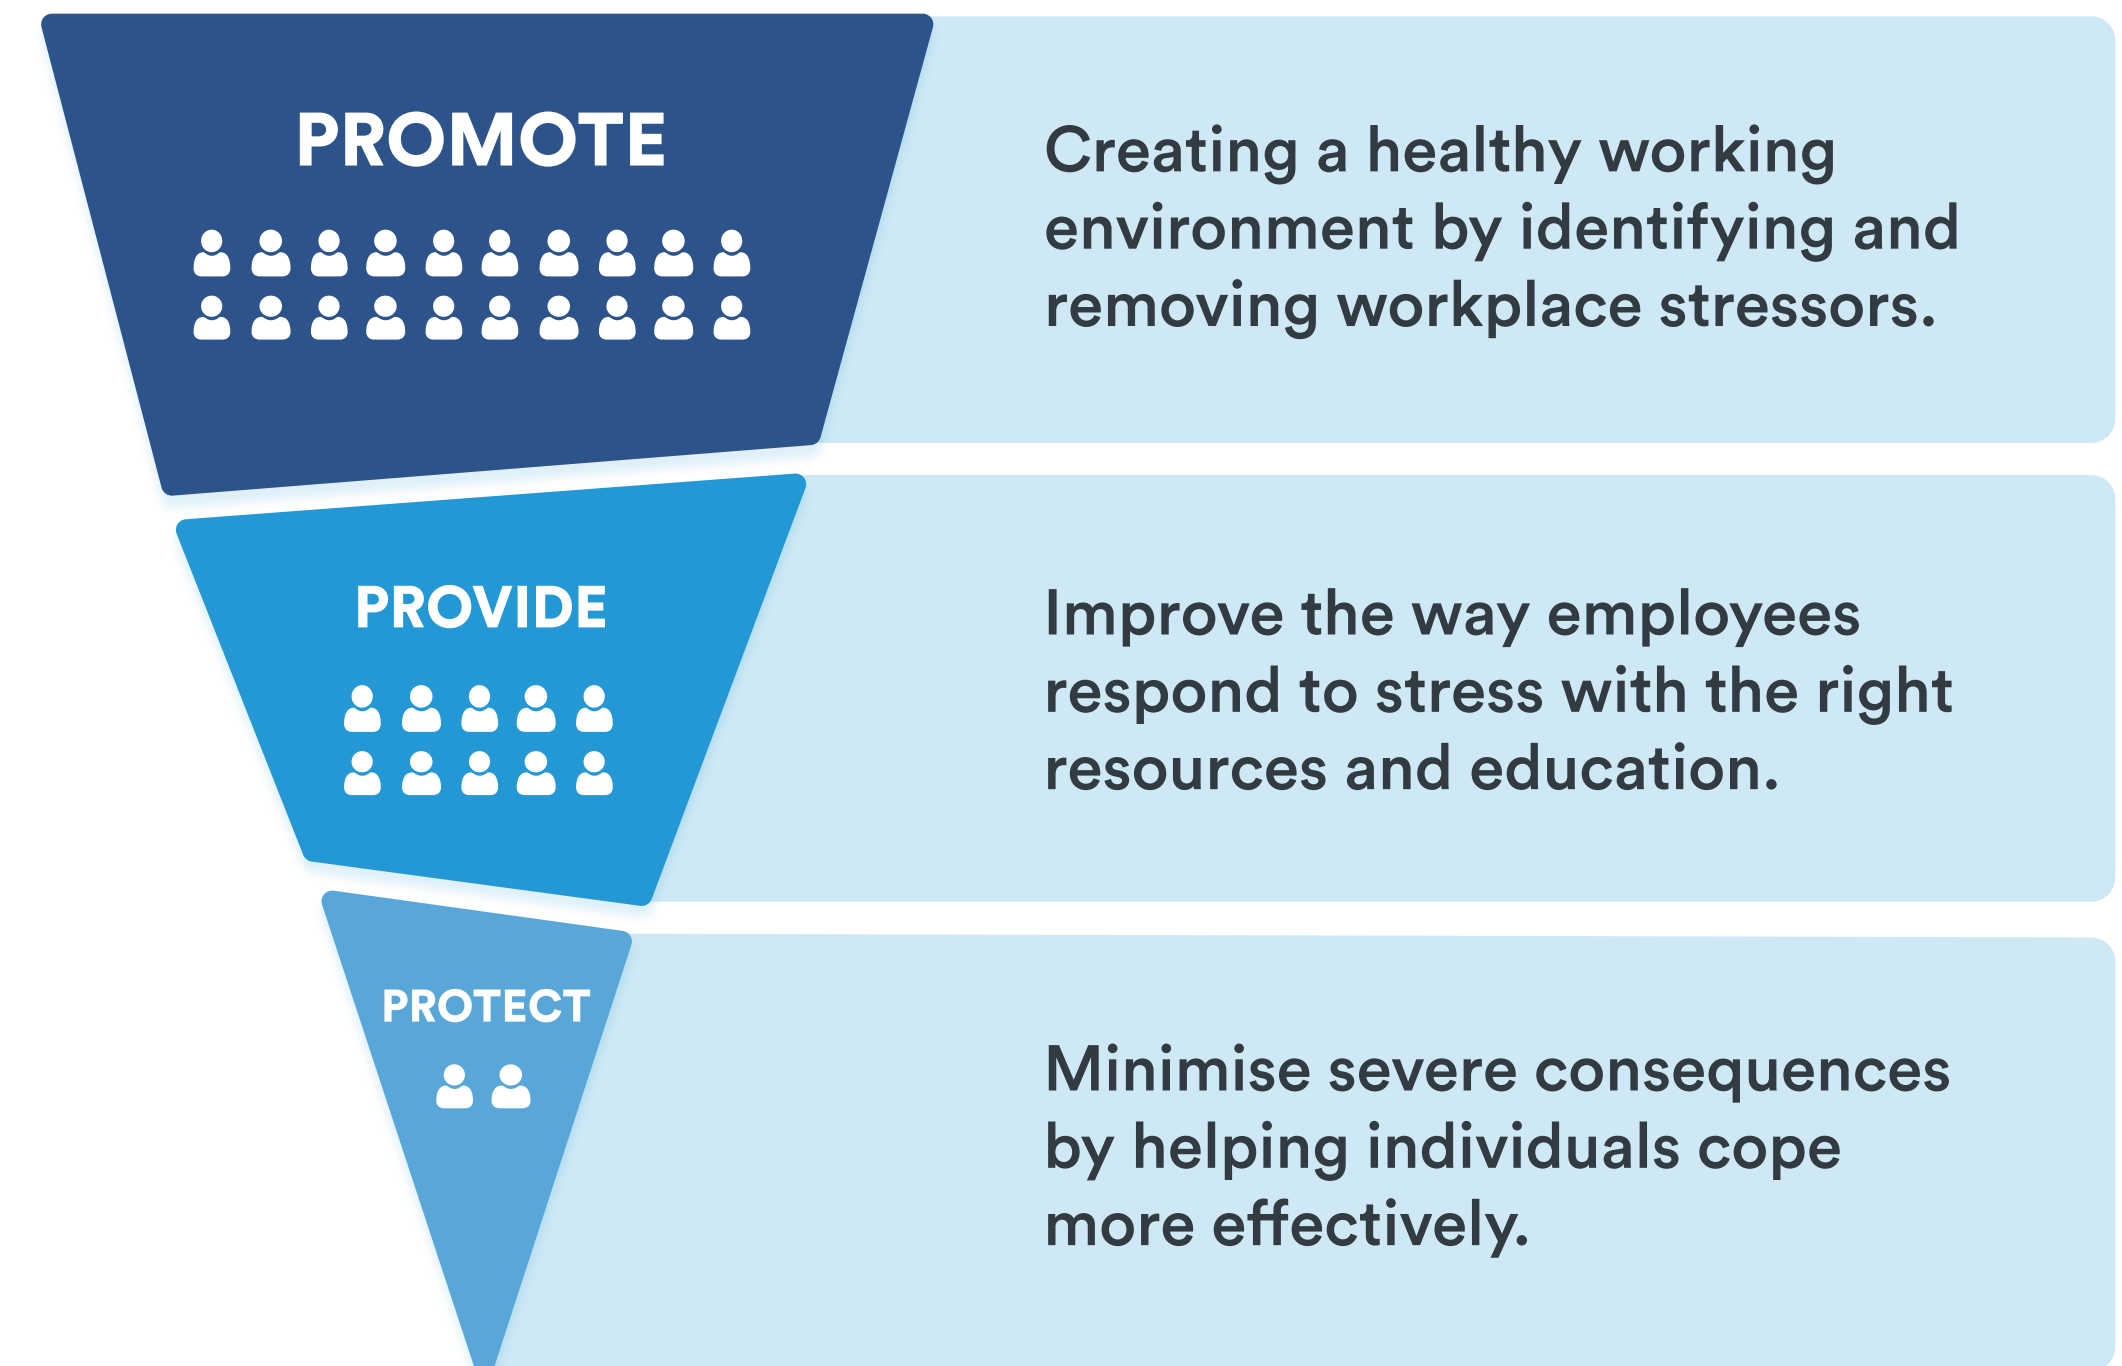 PROMOTE
Creating a healthy working
environment by identifying and
removing workplace stressors.
PROVIDE
Improve the way employees
respond to stress with the right
resources and education.
PROTECT
Minimise severe consequences
by helping individuals cope
more effectively.